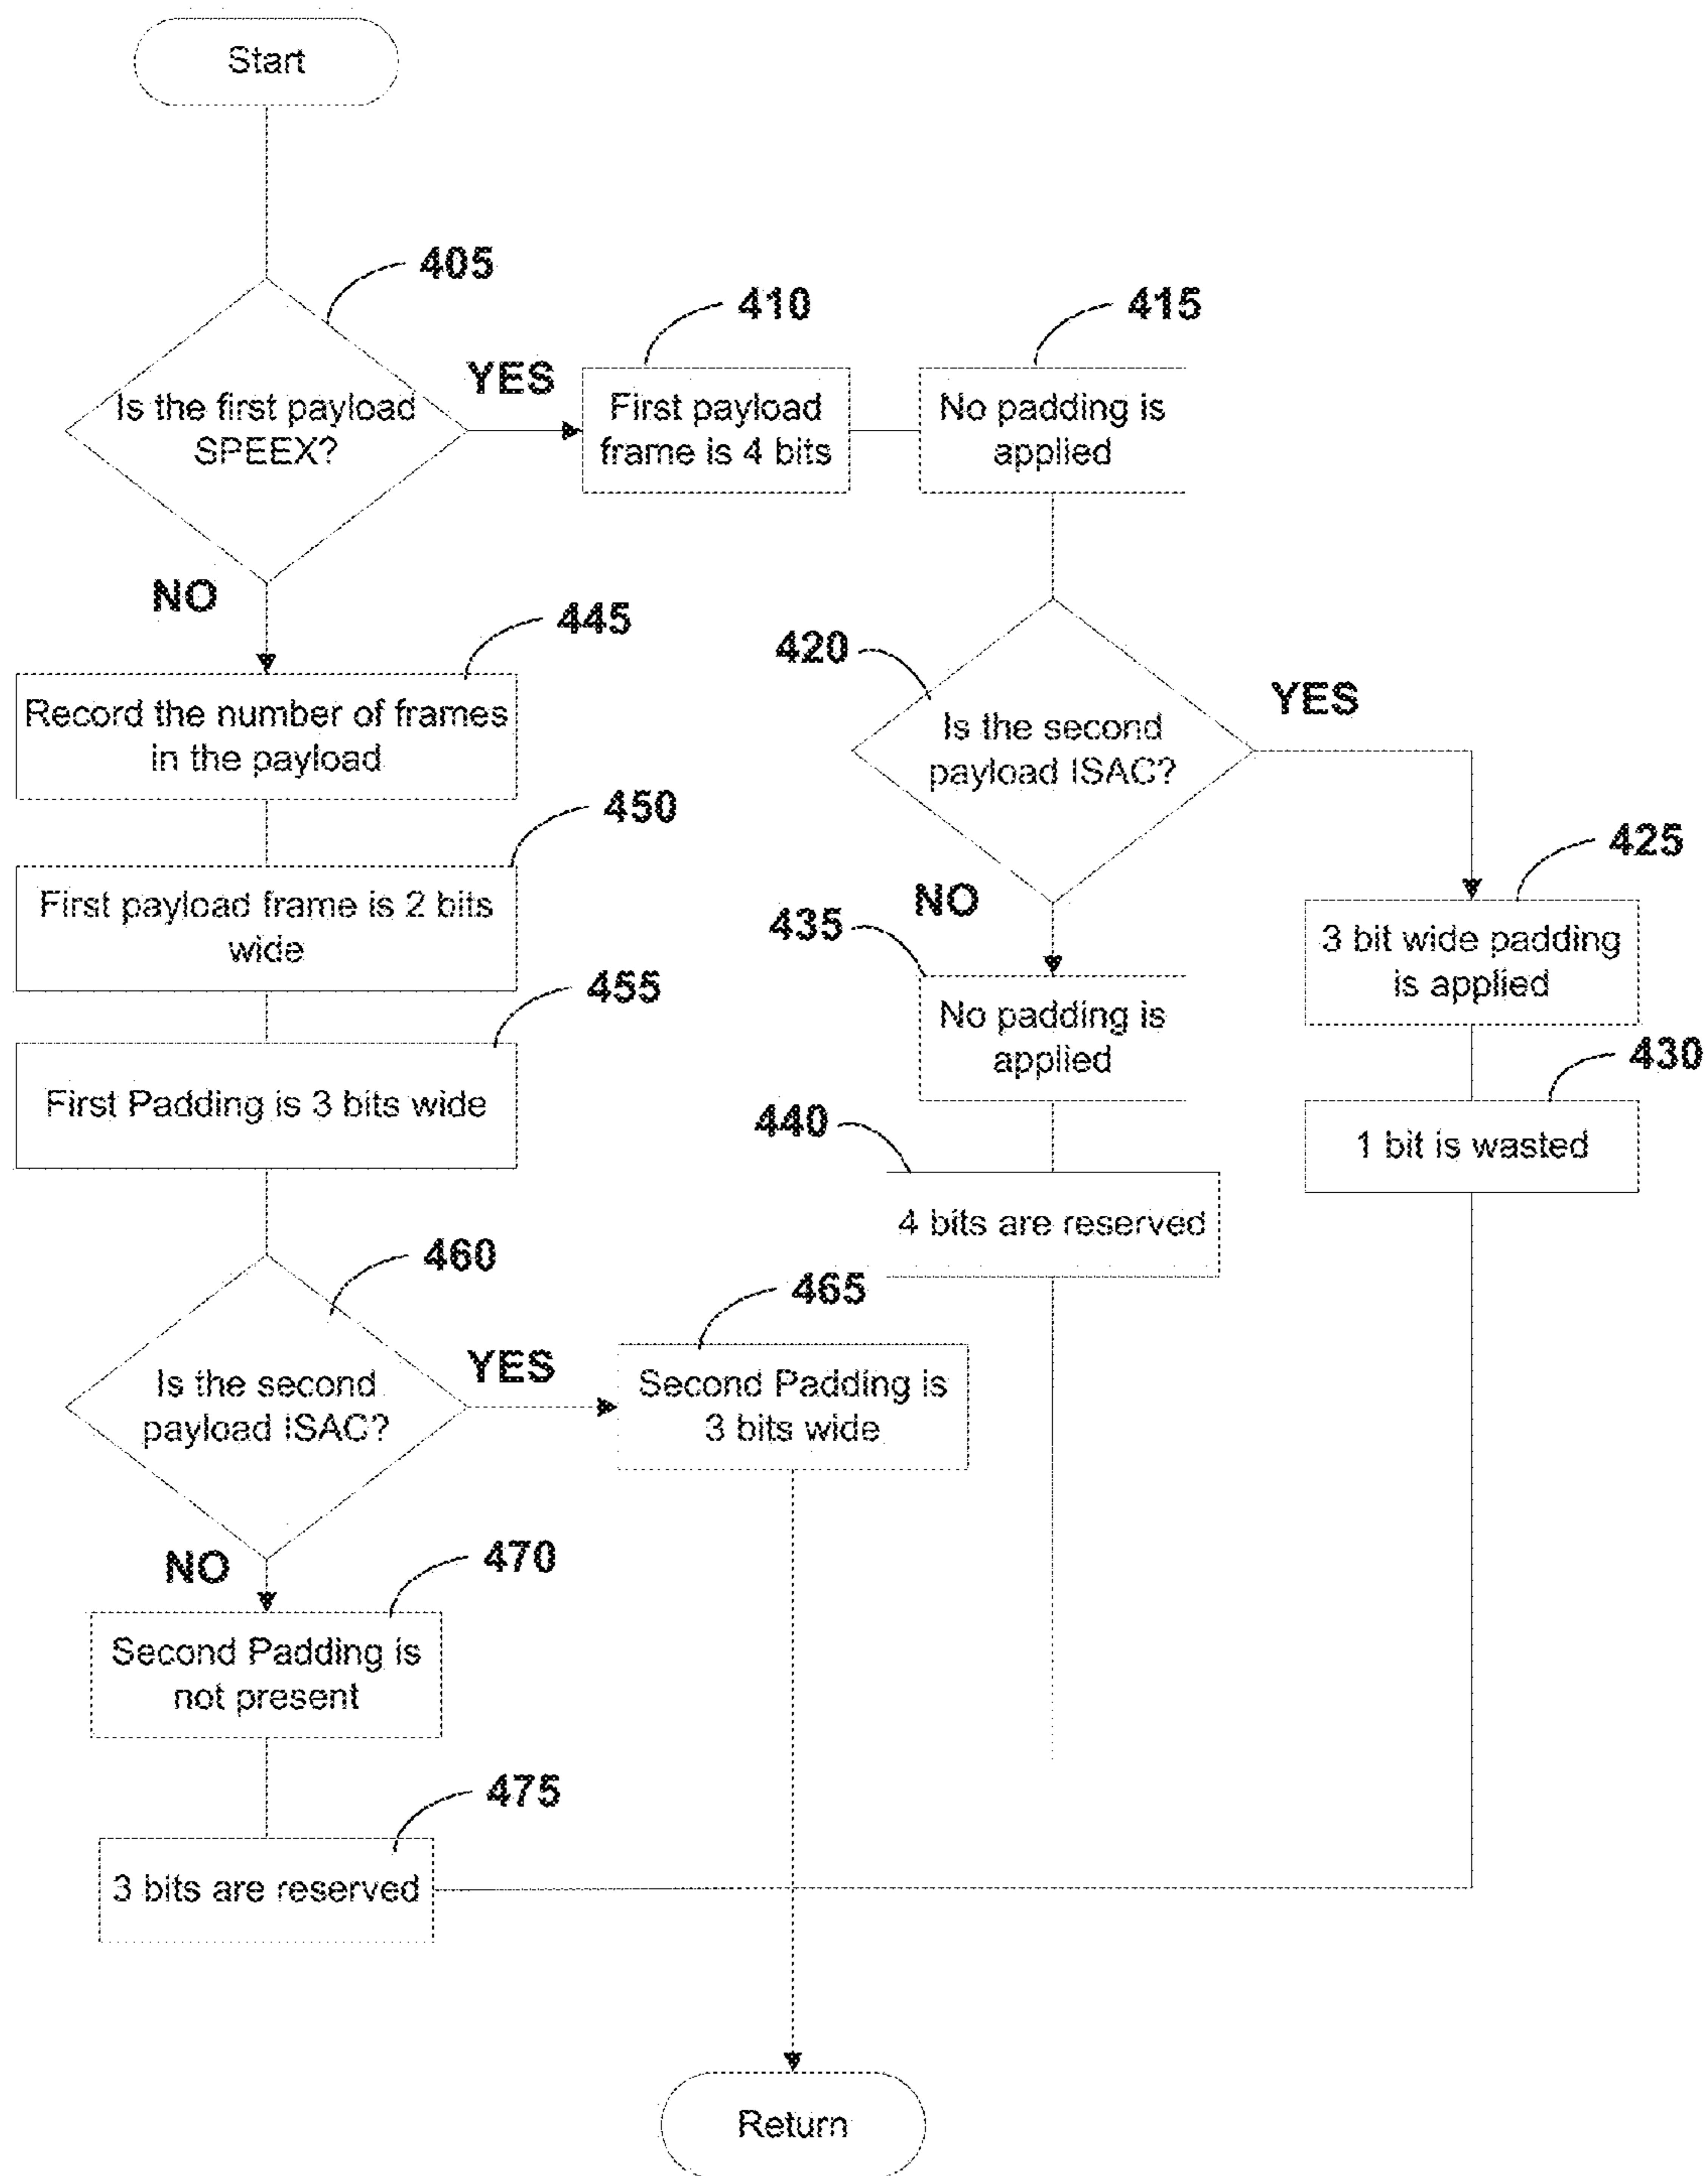 Start
405
Is the first payload
SPEEX?
YES
410
First payload
frame is 4 bits
415
No padding is
applied
NO
445
Record the number of frames
in the payload
420
Is the second
payload ISAC?
YES
450
First payload frame is 2 bits
wide
425
3 bit wide padding
is applied
NO
435
No padding is
applied
455
First Padding is 3 bits wide
430
1 bit is wasted
440
4 bits are reserved
460
Is the second
payload ISAC?
YES
465
Second Padding is
3 bits wide
NO
470
Second Padding is
not present
475
3 bits are reserved
Return